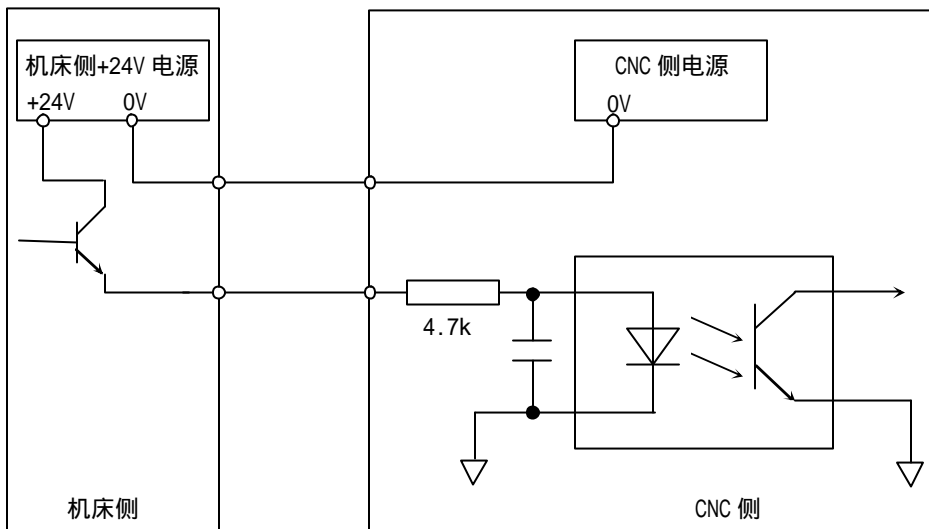 机床侧+24V 电源
+24V 0V
CNC 侧电源
0V
4.7k
机床侧
CNC 侧